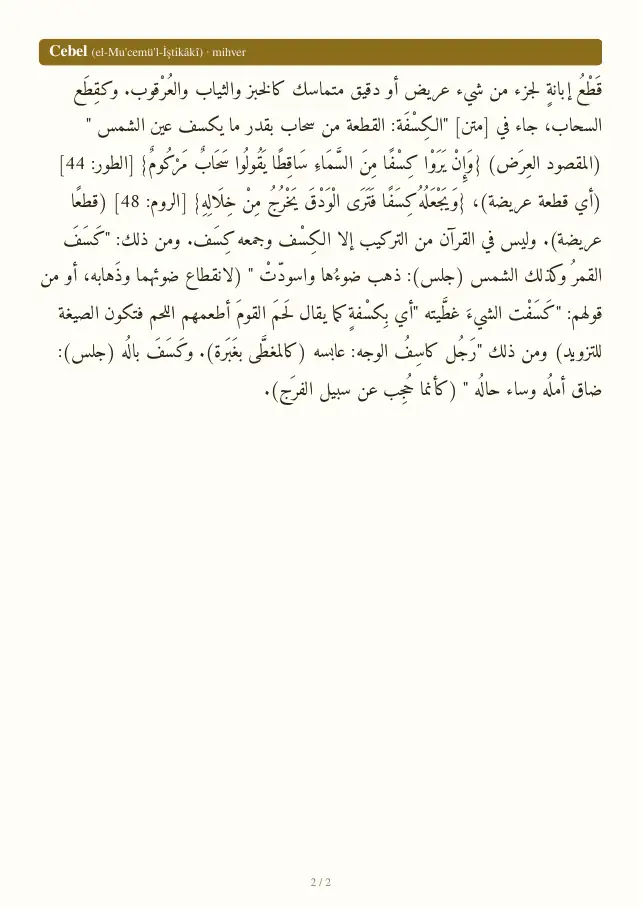 Cebel (el-Mu'cemü'l-İştikâkî) · mihver
قَطْعُ إبانةٍ لجزء من شيء عريض أو دقيق متماسك كالخبز والثياب والعُرْقوب. وكقِطَع
السحاب، جاء في [متن] "الكِسْفَة: القطعة من سحاب بقدر ما يكسف عين الشمس "
(المقصود العِرَض) {وَإِنْ يَرَوْا كِسْفًا مِنَ السَّمَاءِ سَاقِطًا يَقُولُوا سَحَابٌ مَرْكُومٌ} [الطور: 44]
(أي قطعة عريضة)، {وَيَجْعَلُهُ كِسَفًا فَتَرَى الْوَدْقَ يَخْرُجُ مِنْ خِلَالِهِ} [الروم: 48] (قطعًا
عريضة). وليس في القرآن من التركيب إلا الكِسْف وجمعه كِسَف. ومن ذلك: "كَسَفَ
القمرُ وكذلك الشمس (جلس): ذهب ضوءُها واسودّتْ " (لانقطاع ضوئهما وذَهابه، أو من
قولهم: "كَسَفْت الشيءَ غطَّيته "أي بِكسْفةٍ كما يقال لَحَمَ القومَ أطعمهم اللحم فتكون الصيغة
للتزويد) ومن ذلك "رَجُل كاسِفُ الوجه: عابسه (كالمغطَّى بغَبَرة). وكَسَفَ بالُه (جلس):
ضاق أملُه وساء حالُه " (كأنما حُجِب عن سبيل الفرَج).
2 / 2